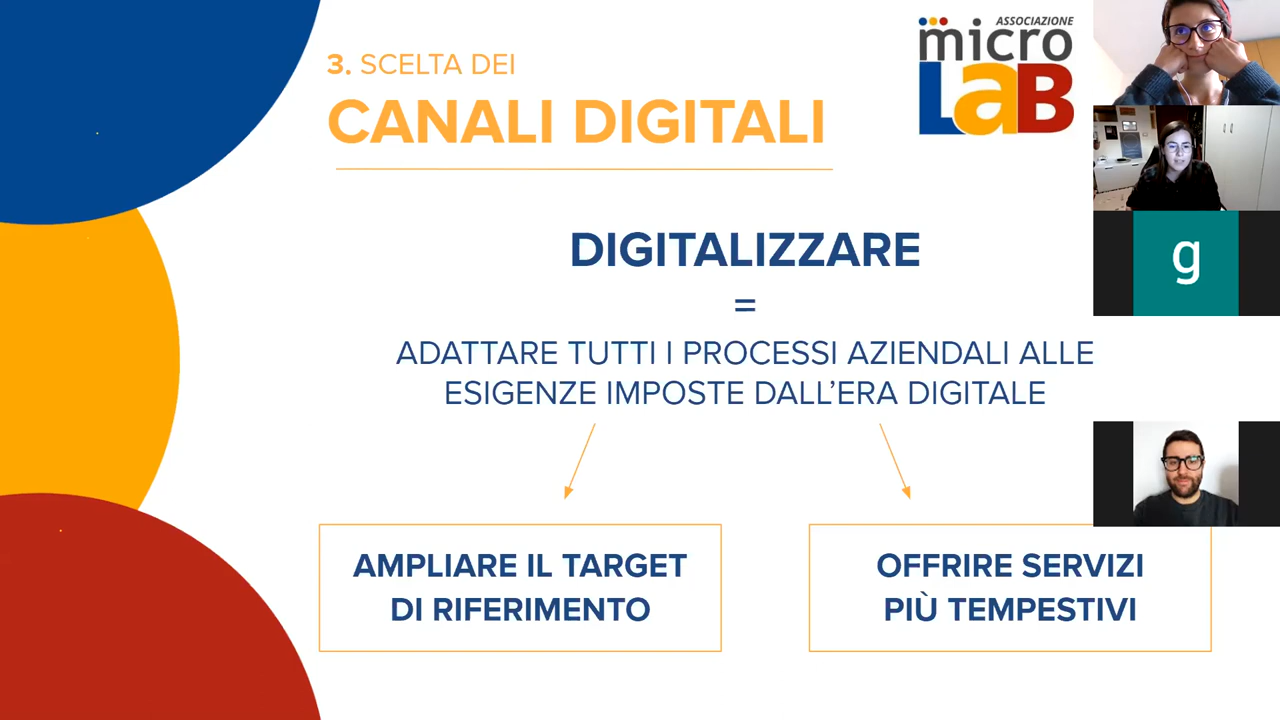 3. SCELTA DEI
CANALI DIGITALI
ASSOCIAZIONE
micro
LaB
DIGITALIZZARE
=
ADATTARE TUTTI I PROCESSI AZIENDALI ALLE
ESIGENZE IMPOSTE DALL’ERA DIGITALE
AMPLIARE IL TARGET
DI RIFERIMENTO
OFFRIRE SERVIZI
PIÙ TEMPESTIVI
g